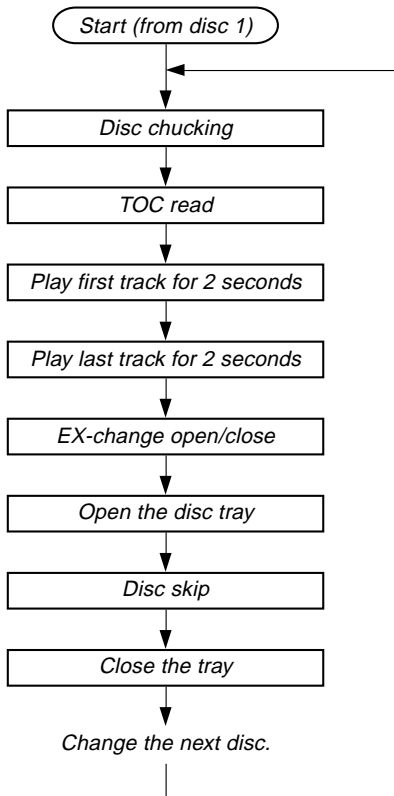 Start (from disc 1)
Disc chucking
TOC read
Play first track for 2 seconds
Play last track for 2 seconds
EX-change open/close
Open the disc tray
Disc skip
Close the tray
Change the next disc.